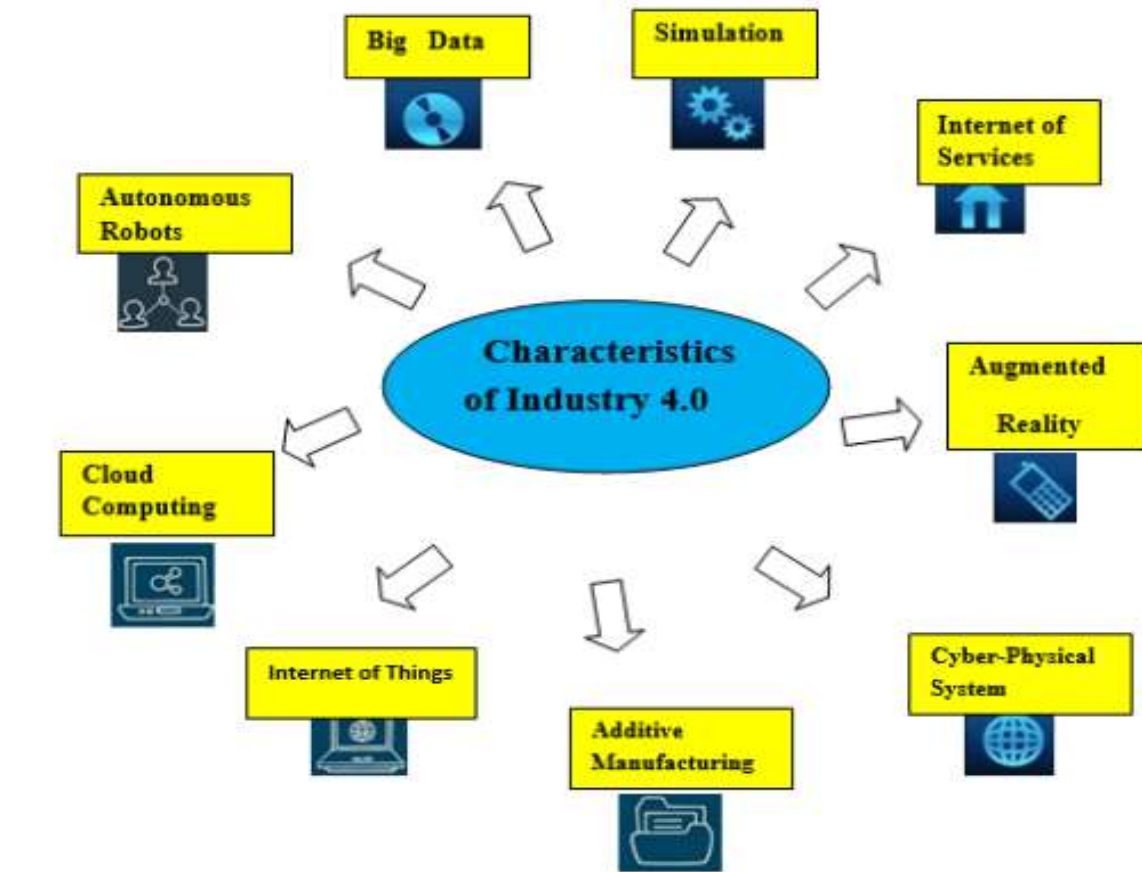 Big Data
Simulation
Internet of
Services
Autonomous
Robots
Characteristics
of Industry 4.0
Augmented
Reality
Cloud
Computing
Internet of Things
Cyber-Physical
System
Additive
Manufacturing